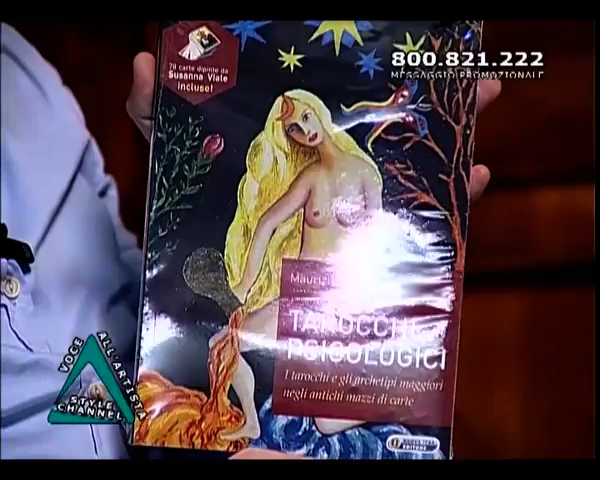 78 carte dipinte da
Susanna Viale
incluse!
800.821.222
MESSAGGIO PROMOZIONALE
TAROCCHI
PSICOLOGICI
I tarocchi e gli archetipi maggiori
negli antichi mazzi di carte
VOCE
ALL'ARTISTA
STYLE
CHANNEL